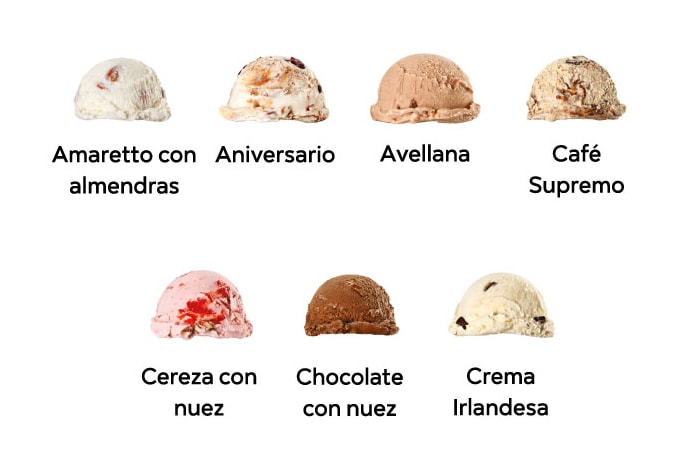 Amaretto con
almendras
Aniversario
Avellana
Café
Supremo
Cereza con
nuez
Chocolate
con nuez
Crema
Irlandesa